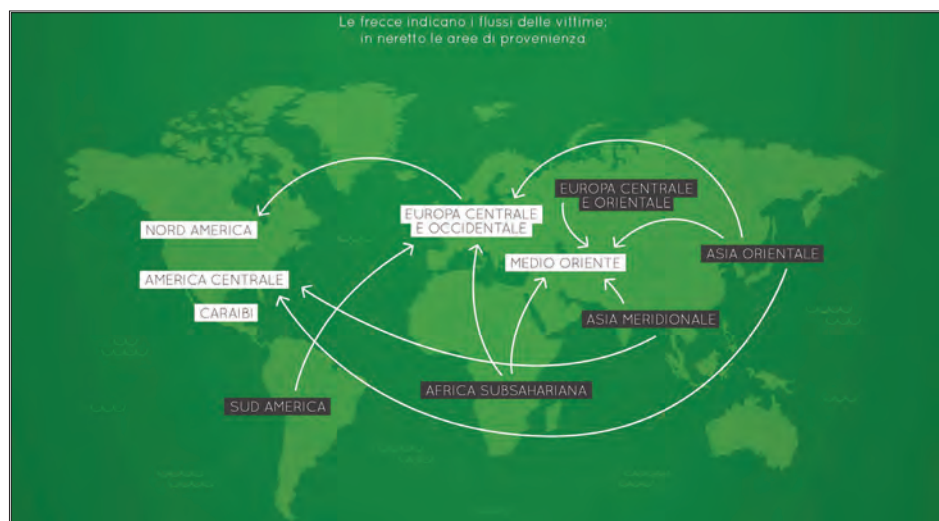 Le frecce indicano i flussi delle vittime;
in neretto le aree di provenienza
EUROPA CENTRALE
E ORIENTALE
EUROPA CENTRALE
E OCCIDENTALE
NORD AMERICA
ASIA ORIENTALE
MEDIO ORIENTE
AMERICA CENTRALE
CARAIBI
ASIA MERIDIONALE
AFRICA SUBSAHARIANA
SUD AMERICA